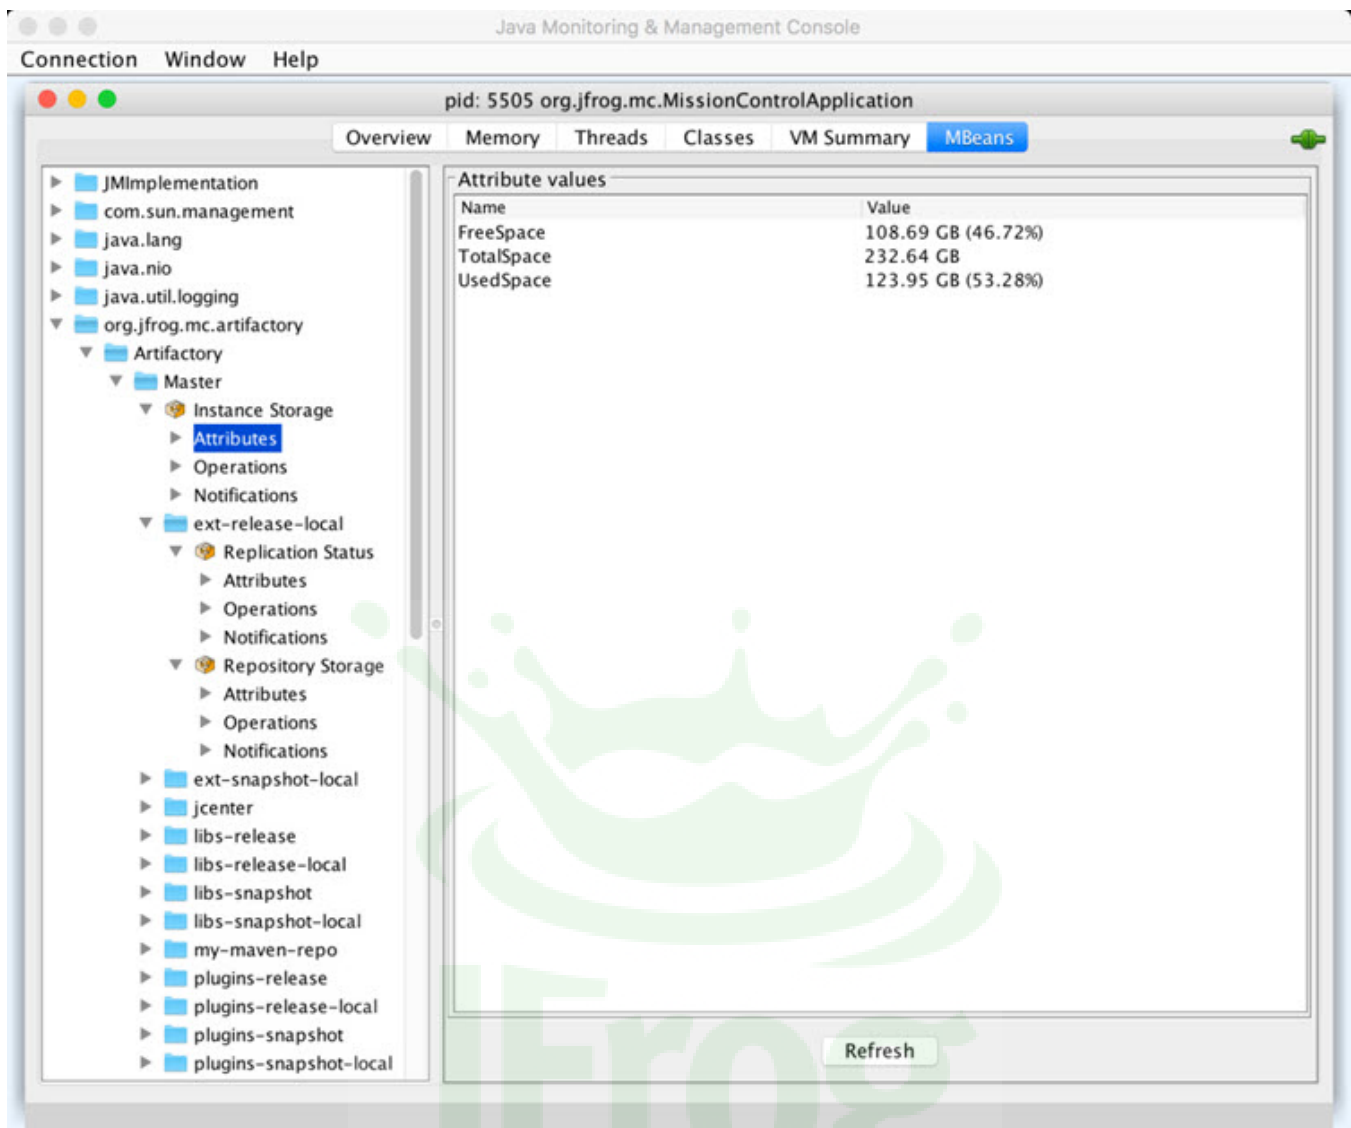 Java Monitoring & Management Console
Connection Window Help
pid: 5505 org.jfrog.mc.MissionControlApplication
Overview Memory Threads Classes VM Summary MBeans
JMImplementation
com.sun.management
java.lang
java.nio
java.util.logging
org.jfrog.mc.artifactory
Artifactory
Master
Instance Storage
Attributes
Operations
Notifications
ext-release-local
Replication Status
Attributes
Operations
Notifications
Repository Storage
Attributes
Operations
Notifications
ext-snapshot-local
jcenter
libs-release
libs-release-local
libs-snapshot
libs-snapshot-local
my-maven-repo
plugins-release
plugins-release-local
plugins-snapshot
plugins-snapshot-local
Attribute values
Name Value
FreeSpace 108.69 GB (46.72%)
TotalSpace 232.64 GB
UsedSpace 123.95 GB (53.28%)
Refresh
JFrog